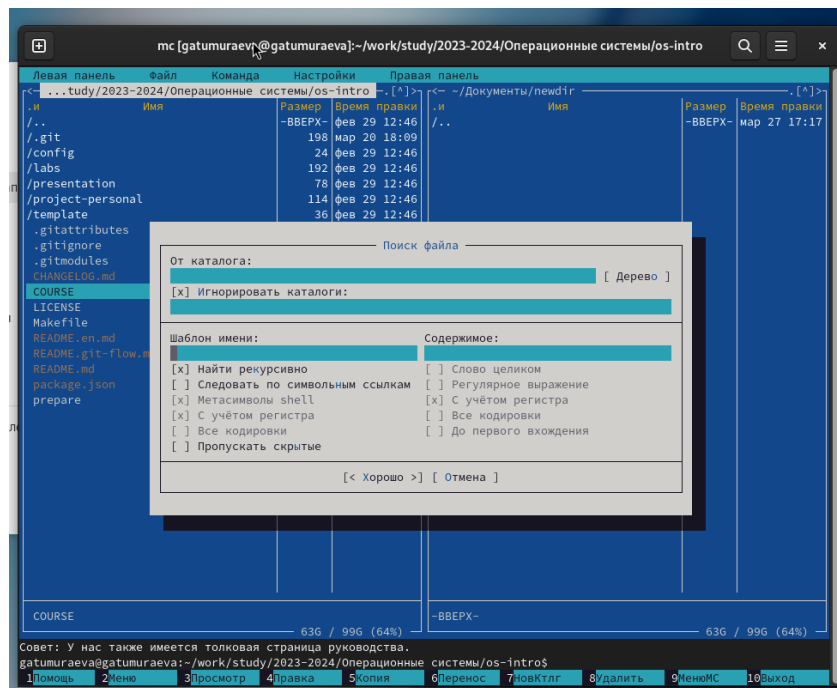 mc [gatumuraeva@gatumuraeva]:~/work/study/2023-2024/Операционные системы/os-intro
Левая панель Файл Команда Настройки Правая панель
<— ...tudy/2023-2024/Операционные системы/os-intro —.[^]>
.и Имя Размер Время правки
/.. -ВВЕРХ- фев 29 12:46
/.git 198 мар 20 18:09
/config 24 фев 29 12:46
/labs 192 фев 29 12:46
/presentation 78 фев 29 12:46
/project-personal 114 фев 29 12:46
/template 36 фев 29 12:46
.gitattributes
.gitignore
.gitmodules
CHANGELOG.md
COURSE
LICENSE
Makefile
README.en.md
README.git-flow.m
README.md
package.json
prepare
COURSE
63G / 99G (64%)
<— ~/Документы/newdir —.[^]>
.и Имя Размер Время правки
/.. -ВВЕРХ- мар 27 17:17
-ВВЕРХ-
63G / 99G (64%)
Поиск файла
От каталога:
[ Дерево ]
[x] Игнорировать каталоги:
Шаблон имени:
[x] Найти рекурсивно
[ ] Следовать по символьным ссылкам
[x] Метасимволы shell
[x] С учётом регистра
[ ] Все кодировки
[ ] Пропускать скрытые
Содержимое:
[ ] Слово целиком
[ ] Регулярное выражение
[x] С учётом регистра
[ ] Все кодировки
[ ] До первого вхождения
[< Хорошо >] [ Отмена ]
Совет: У нас также имеется толковая страница руководства.
gatumuraeva@gatumuraeva:~/work/study/2023-2024/Операционные системы/os-intro$
1Помощь 2Меню 3Просмотр 4Правка 5Копия 6Перенос 7НовКтлг 8Удалить 9МенюMC 10Выход